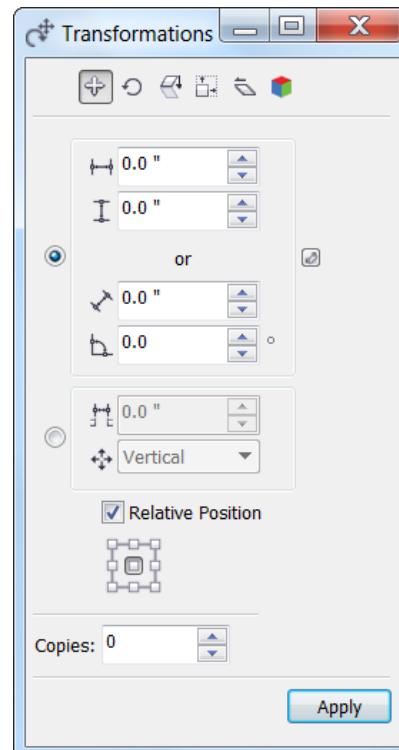 Transformations
0.0 "
0.0 "
or
0.0 "
0.0 °
0.0 "
Vertical
Relative Position
Copies: 0
Apply